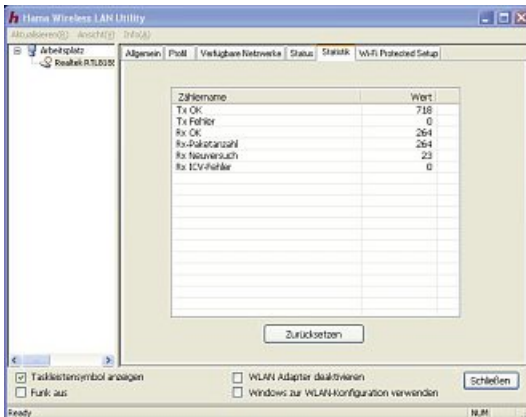 Hama Wireless LAN Utility
Aktualisieren(R) Ansicht(V) Info(A)
Arbeitsplatz
Realtek RTL8188
Allgemein Profil Verfügbare Netzwerke Status Statistik Wi-Fi Protected Setup
Zählername Wert
Tx OK 718
Tx Fehler 0
Rx OK 264
Rx-Paketanzahl 264
Rx Neuversuch 23
Rx ICV-Fehler 0
Zurücksetzen
Taskleistensymbol anzeigen WLAN Adapter deaktivieren
Funk aus Windows zur WLAN-Konfiguration verwenden
Schließen
Ready NUM